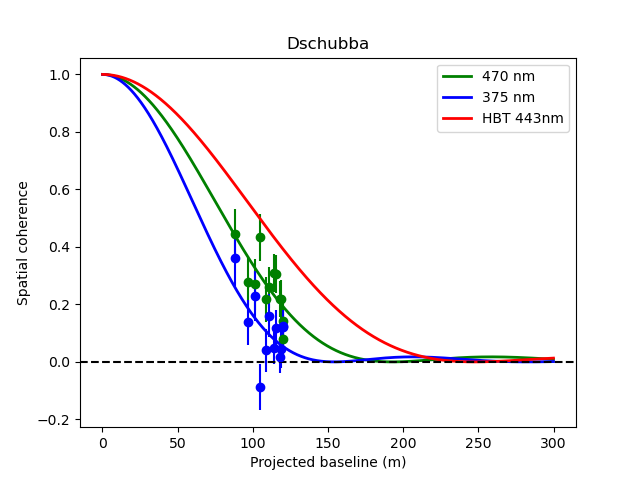 Dschubba
470 nm
375 nm
HBT 443nm
1.0
0.8
0.6
0.4
0.2
0.0
−0.2
Spatial coherence
0 50 100 150 200 250 300
Projected baseline (m)